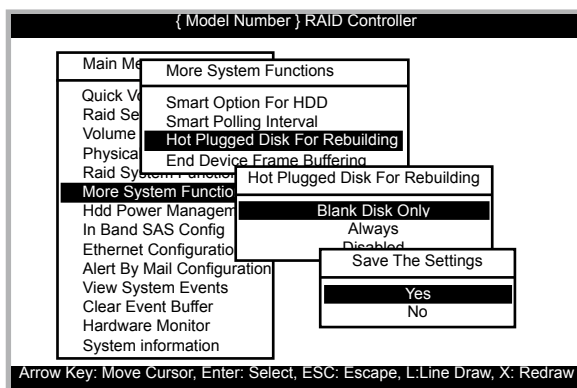 { Model Number } RAID Controller
Main Me
Quick Vo
Raid Se
Volume
Physica
Raid System Function
More System Functio
Hdd Power Managem
In Band SAS Config
Ethernet Configuratio
Alert By Mail Configuration
View System Events
Clear Event Buffer
Hardware Monitor
System information
More System Functions
Smart Option For HDD
Smart Polling Interval
Hot Plugged Disk For Rebuilding
End Device Frame Buffering
Hot Plugged Disk For Rebuilding
Blank Disk Only
Always
Disabled
Save The Settings
Yes
No
Arrow Key: Move Cursor, Enter: Select, ESC: Escape, L:Line Draw, X: Redraw